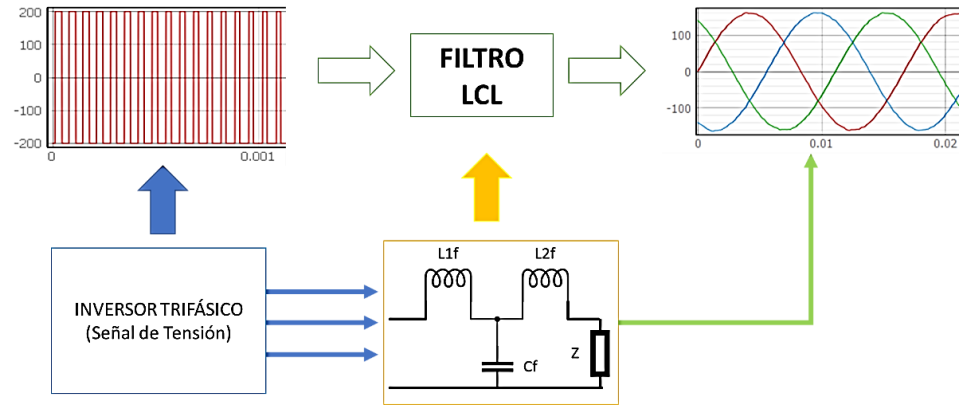 200
100
0
-100
-200
0
0.001
FILTRO
LCL
100
0
-100
0
0.01
0.02
INVERSOR TRIFÁSICO
(Señal de Tensión)
L1f
L2f
Cf
Z